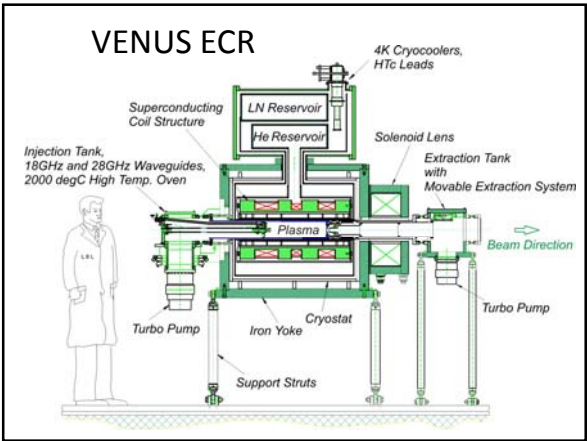 VENUS ECR
4K Cryocoolers,
HTc Leads
Superconducting
Coil Structure
LN Reservoir
He Reservoir
Solenoid Lens
Injection Tank,
18GHz and 28GHz Waveguides,
2000 degC High Temp. Oven
Extraction Tank
with
Movable Extraction System
Plasma
Beam Direction
LBL
Turbo Pump
Iron Yoke
Cryostat
Turbo Pump
Support Struts